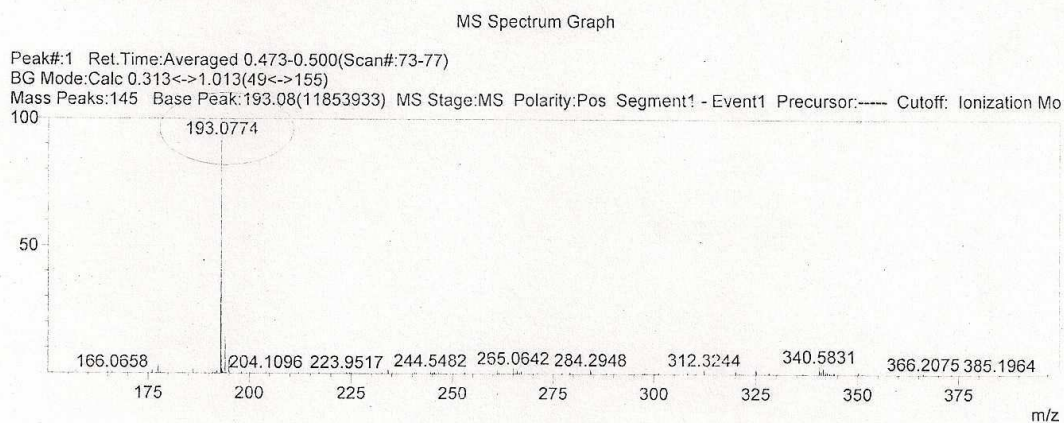 MS Spectrum Graph
Peak#:1 Ret.Time:Averaged 0.473-0.500(Scan#:73-77)
BG Mode:Calc 0.313<->1.013(49<->155)
Mass Peaks:145 Base Peak:193.08(11853933) MS Stage:MS Polarity:Pos Segment1 - Event1 Precursor:----- Cutoff: Ionization Mo
100
193.0774
50
166.0658 204.1096 223.9517 244.5482 265.0642 284.2948 312.3244 340.5831 366.2075 385.1964
175 200 225 250 275 300 325 350 375
m/z